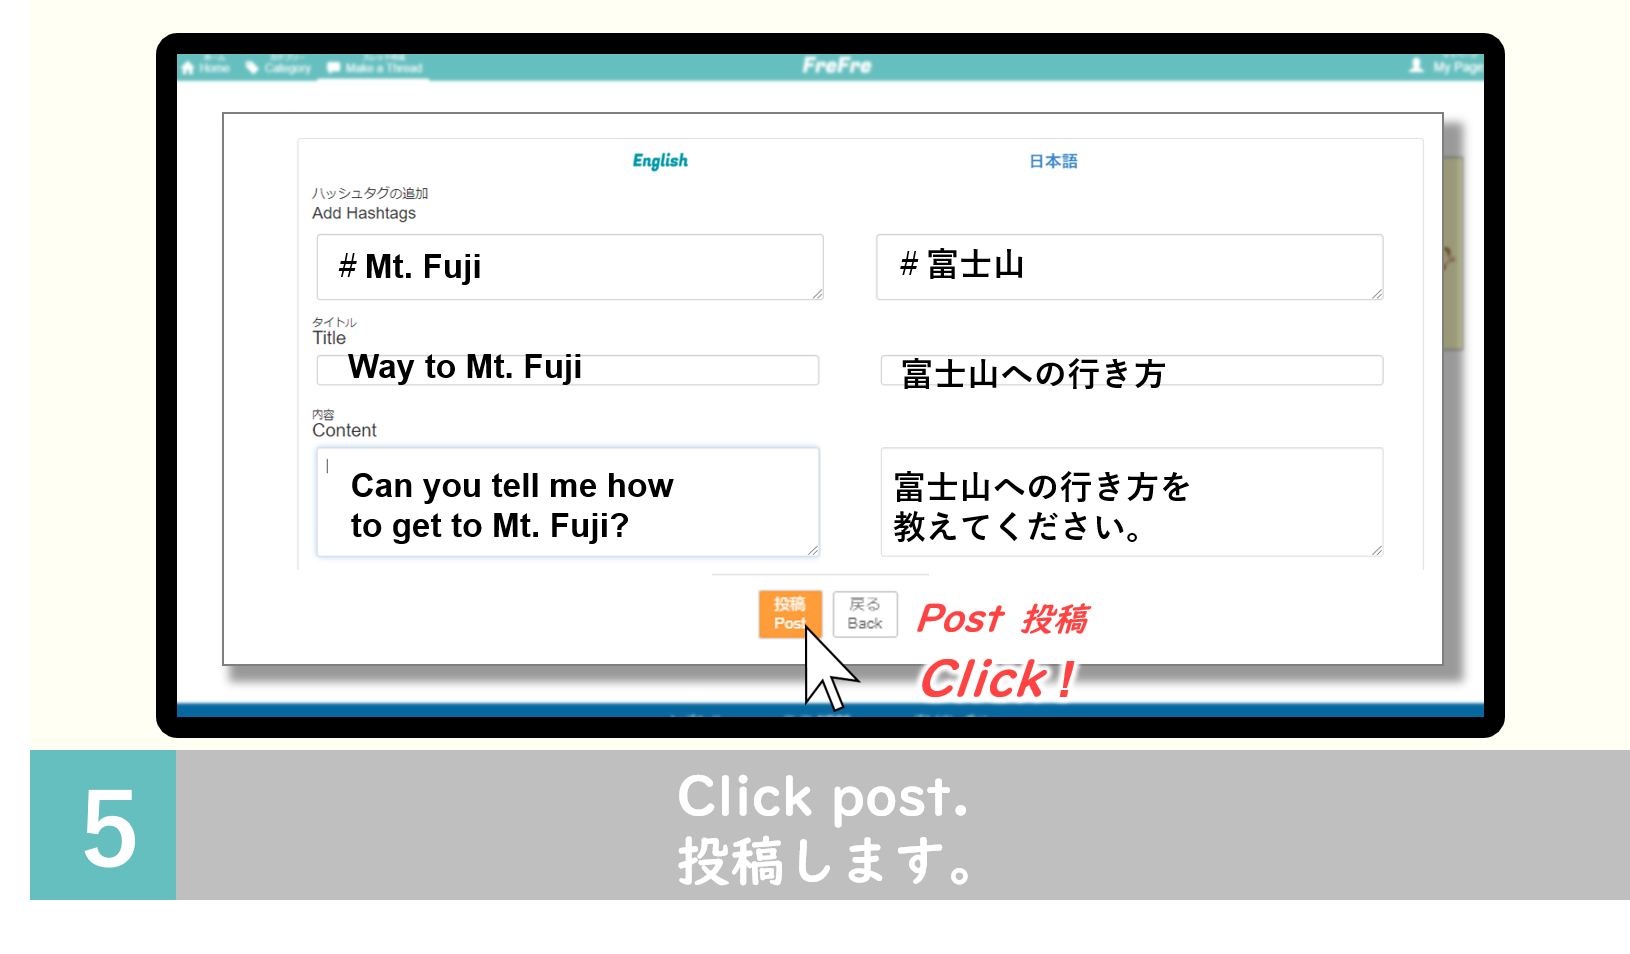 Home Category Make a Thread FreFre My Page
English 日本語
ハッシュタグの追加
Add Hashtags
# Mt. Fuji # 富士山
タイトル
Title
Way to Mt. Fuji 富士山への行き方
内容
Content
Can you tell me how
to get to Mt. Fuji?
富士山への行き方を
教えてください。
投稿
Post
戻る
Back
Post 投稿
Click!
5
Click post.
投稿します。